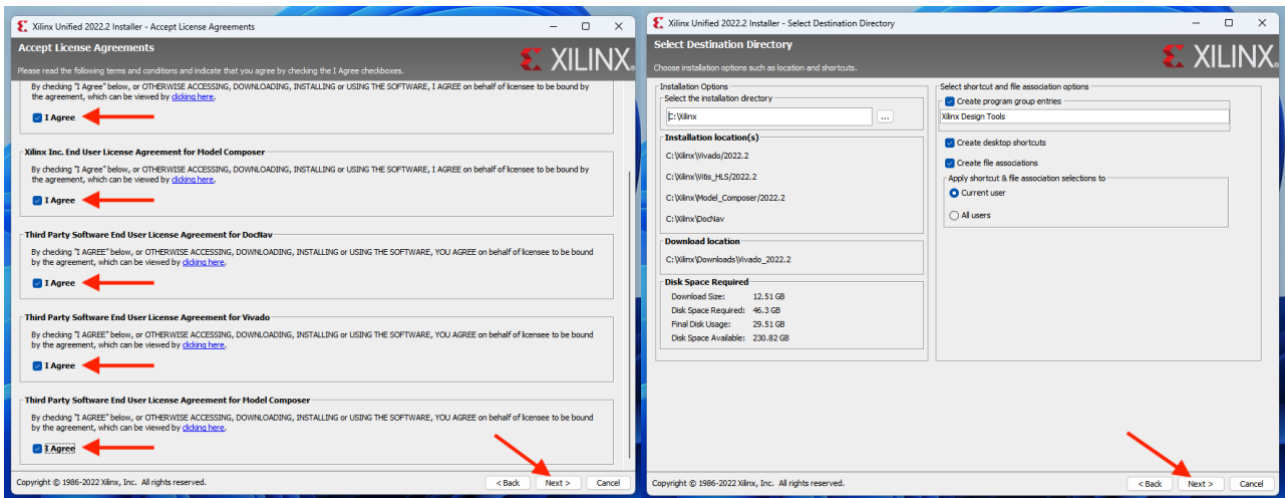 Xilinx Unified 2022.2 Installer - Accept License Agreements
Accept License Agreements
Please read the following terms and conditions and indicate that you agree by checking the I Agree checkboxes.
XILINX.
By checking "I Agree" below, or OTHERWISE ACCESSING, DOWNLOADING, INSTALLING or USING THE SOFTWARE, I AGREE on behalf of licensee to be bound by
the agreement, which can be viewed by clicking here.
I Agree
Xilinx Inc. End User License Agreement for Model Composer
By checking "I Agree" below, or OTHERWISE ACCESSING, DOWNLOADING, INSTALLING or USING THE SOFTWARE, I AGREE on behalf of licensee to be bound by
the agreement, which can be viewed by clicking here.
I Agree
Third Party Software End User License Agreement for DocNav
By checking "I AGREE" below, or OTHERWISE ACCESSING, DOWNLOADING, INSTALLING or USING THE SOFTWARE, YOU AGREE on behalf of licensee to be bound
by the agreement, which can be viewed by clicking here.
I Agree
Third Party Software End User License Agreement for Vivado
By checking "I AGREE" below, or OTHERWISE ACCESSING, DOWNLOADING, INSTALLING or USING THE SOFTWARE, YOU AGREE on behalf of licensee to be bound
by the agreement, which can be viewed by clicking here.
I Agree
Third Party Software End User License Agreement for Model Composer
By checking "I AGREE" below, or OTHERWISE ACCESSING, DOWNLOADING, INSTALLING or USING THE SOFTWARE, YOU AGREE on behalf of licensee to be bound
by the agreement, which can be viewed by clicking here.
I Agree
Copyright © 1986-2022 Xilinx, Inc. All rights reserved.
< Back Next > Cancel
Xilinx Unified 2022.2 Installer - Select Destination Directory
Select Destination Directory
Choose installation options such as location and shortcuts.
XILINX.
Installation Options
Select the installation directory
C:\Xilinx
...
Installation location(s)
C:\Xilinx\Vivado/2022.2
C:\Xilinx\Vitis_HLS/2022.2
C:\Xilinx\Model_Composer/2022.2
C:\Xilinx\DocNav
Download location
C:\Xilinx\Downloads\Vivado_2022.2
Disk Space Required
Download Size: 12.51 GB
Disk Space Required: 46.3 GB
Final Disk Usage: 29.51 GB
Disk Space Available: 230.82 GB
Select shortcut and file association options
Create program group entries
Xilinx Design Tools
Create desktop shortcuts
Create file associations
Apply shortcut & file association selections to
Current user
All users
Copyright © 1986-2022 Xilinx, Inc. All rights reserved.
< Back Next > Cancel